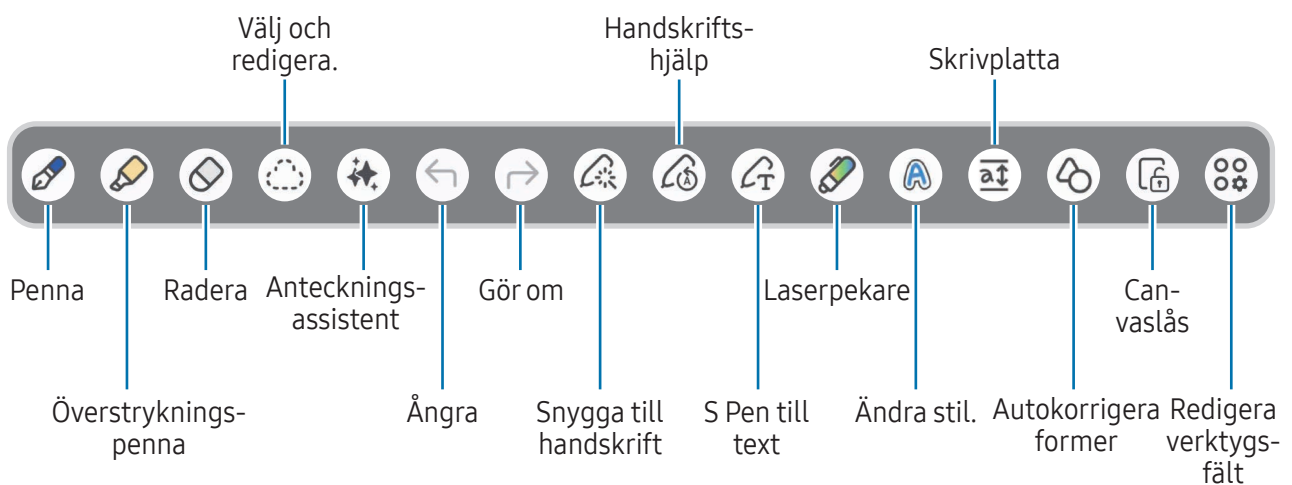 Välj och
redigera.
Handskrifts-
hjälp
Skrivplatta
Penna
Radera
Antecknings-
assistent
Gör om
Laserpekare
Can-
vaslås
Överstryknings-
penna
Ångra
Snygga till
handskrift
S Pen till
text
Ändra stil.
Autokorrigera
former
Redigera
verktygs-
fält